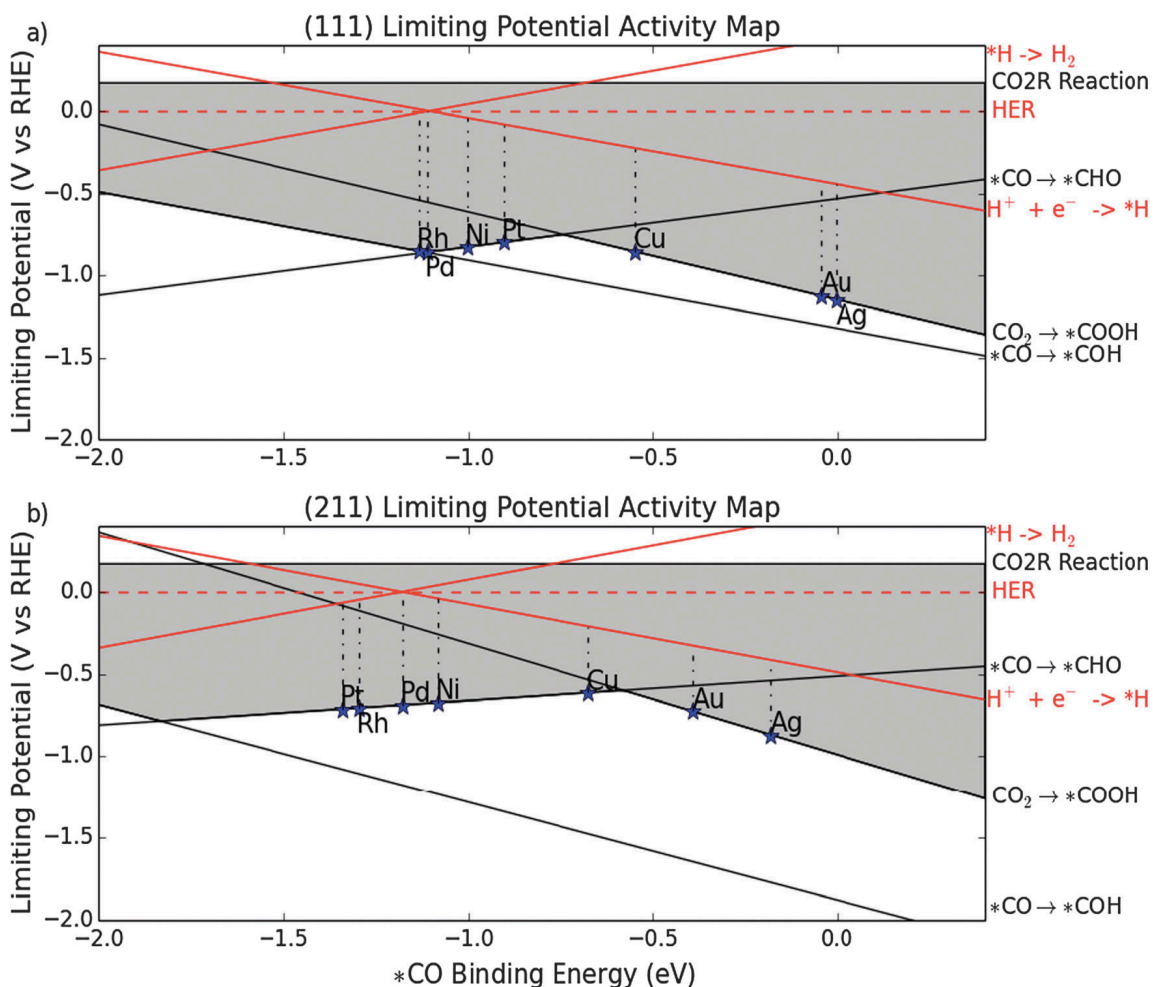 a)
(111) Limiting Potential Activity Map
Limiting Potential (V vs RHE)
0.0
−0.5
−1.0
−1.5
−2.0
−2.0
−1.5
−1.0
−0.5
0.0
*H -> H₂
CO2R Reaction
HER
*CO → *CHO
H⁺ + e⁻ -> *H
CO₂ → *COOH
*CO → *COH
Rh
Pd
Ni
Pt
Cu
Au
Ag
b)
(211) Limiting Potential Activity Map
Limiting Potential (V vs RHE)
0.0
−0.5
−1.0
−1.5
−2.0
−2.0
−1.5
−1.0
−0.5
0.0
*H -> H₂
CO2R Reaction
HER
*CO → *CHO
H⁺ + e⁻ -> *H
CO₂ → *COOH
*CO → *COH
Pt
Rh
Pd
Ni
Cu
Au
Ag
*CO Binding Energy (eV)